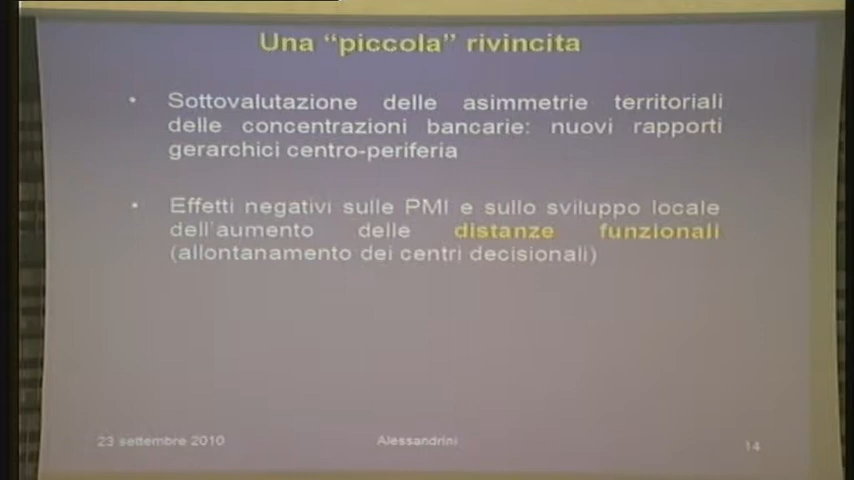 Una “piccola” rivincita
• Sottovalutazione delle asimmetrie territoriali
delle concentrazioni bancarie: nuovi rapporti
gerarchici centro-periferia
• Effetti negativi sulle PMI e sullo sviluppo locale
dell'aumento delle distanze funzionali
(allontanamento dei centri decisionali)
23 settembre 2010 Alessandrini 14